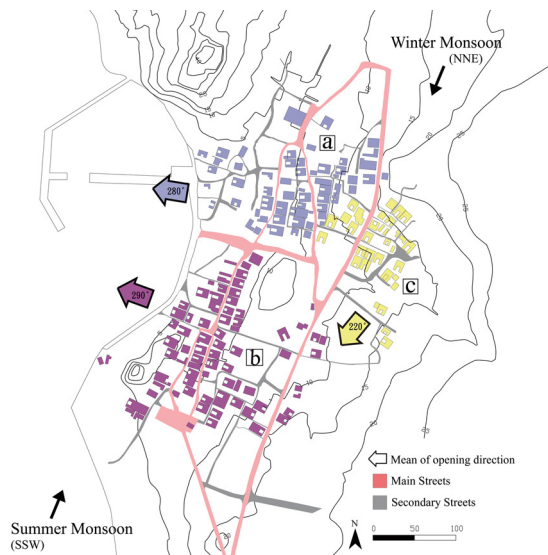 Winter Monsoon
(NNE)
a
280°
c
290°
220°
b
Mean of opening direction
Main Streets
Secondary Streets
Summer Monsoon
(SSW)
N
0 50 100